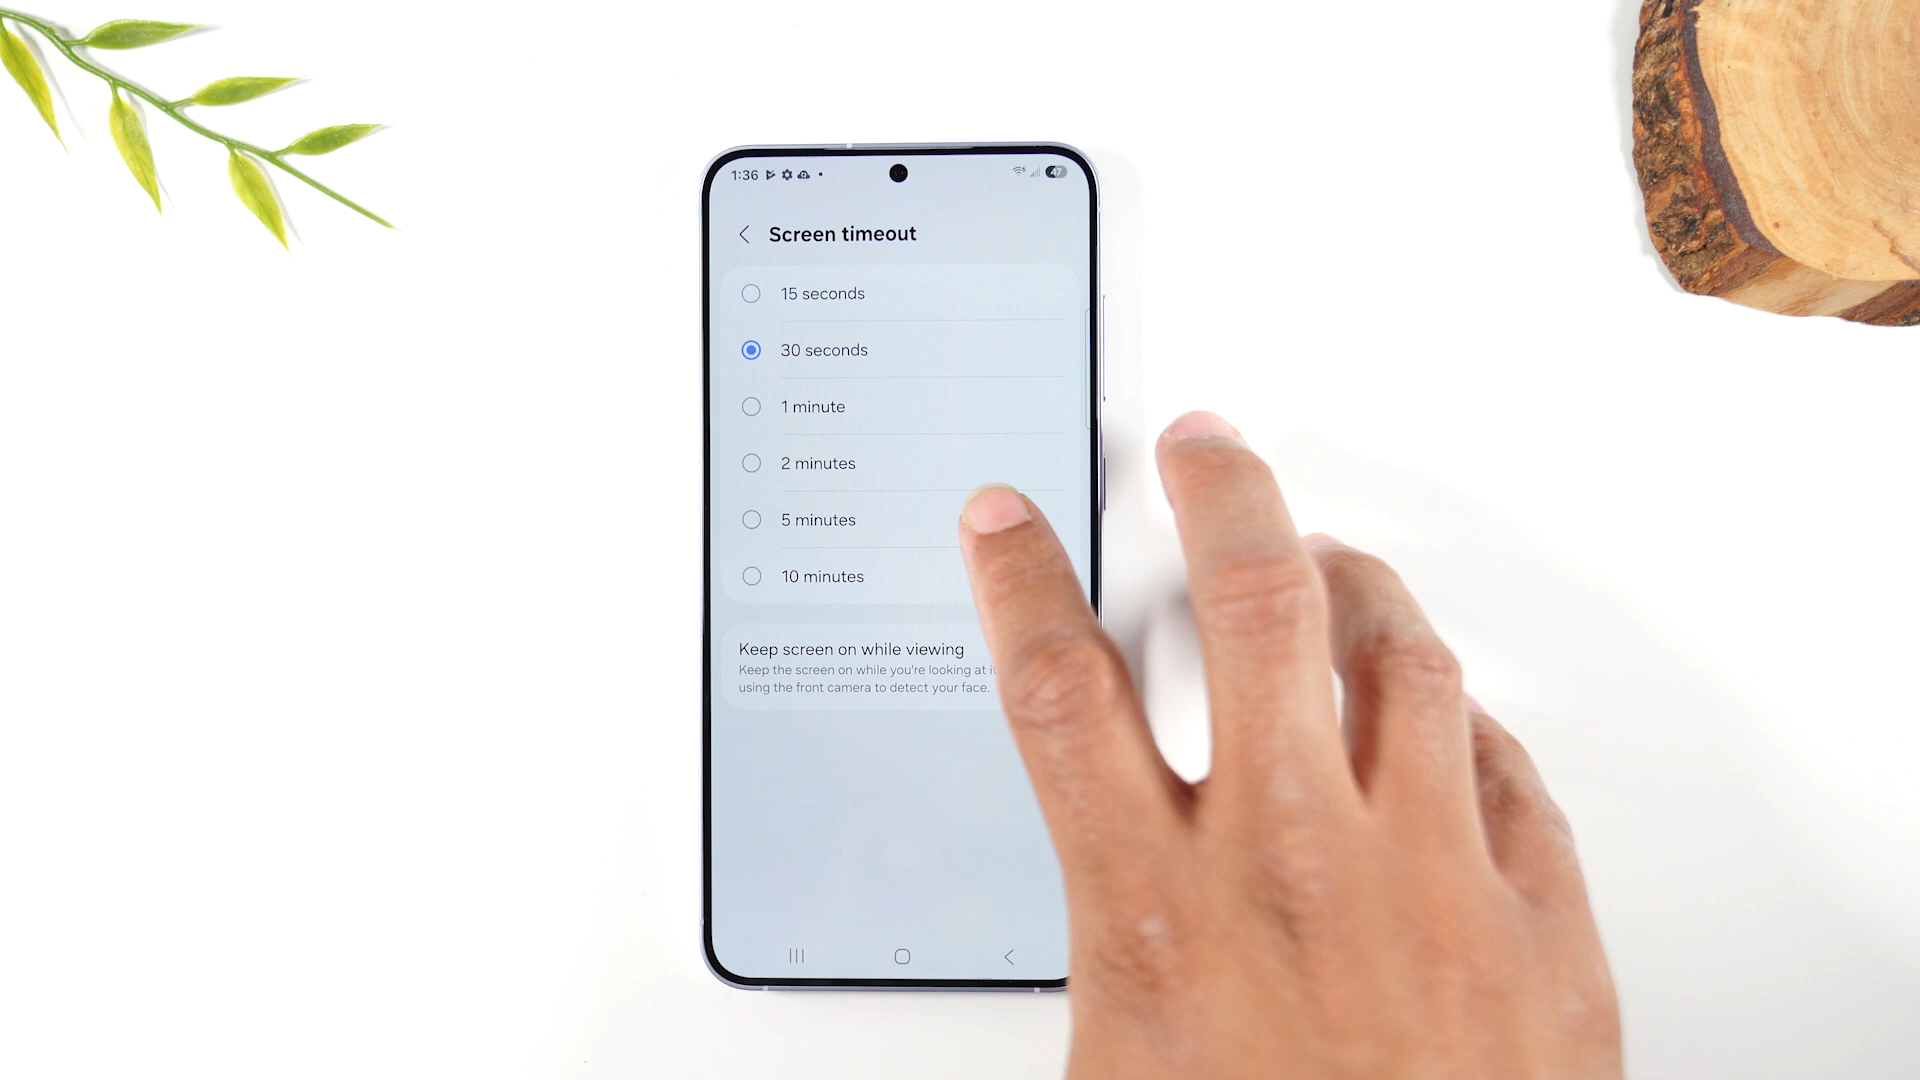 1:36
47
Screen timeout
15 seconds
30 seconds
1 minute
2 minutes
5 minutes
10 minutes
Keep screen on while viewing
Keep the screen on while you're looking at
using the front camera to detect your face.